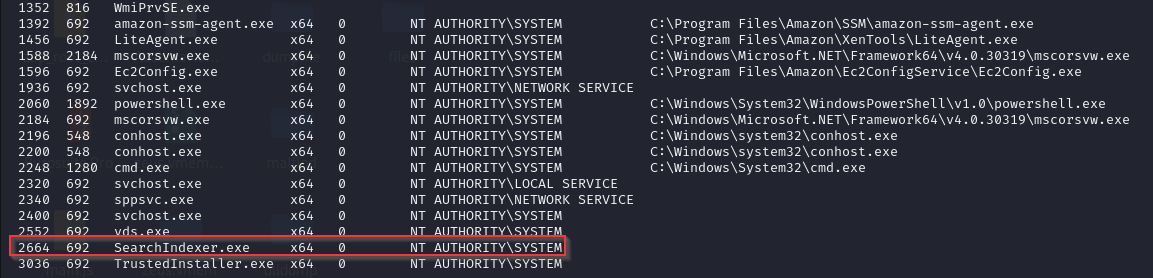 1352 816 WmiPrvSE.exe
1392 692 amazon-ssm-agent.exe x64 0 NT AUTHORITY\SYSTEM C:\Program Files\Amazon\SSM\amazon-ssm-agent.exe
1456 692 LiteAgent.exe x64 0 NT AUTHORITY\SYSTEM C:\Program Files\Amazon\XenTools\LiteAgent.exe
1588 2184 mscorsvw.exe x64 0 NT AUTHORITY\SYSTEM C:\Windows\Microsoft.NET\Framework64\v4.0.30319\mscorsvw.exe
1596 692 Ec2Config.exe x64 0 NT AUTHORITY\SYSTEM C:\Program Files\Amazon\Ec2ConfigService\Ec2Config.exe
1936 692 svchost.exe x64 0 NT AUTHORITY\NETWORK SERVICE
2060 1892 powershell.exe x64 0 NT AUTHORITY\SYSTEM C:\Windows\System32\WindowsPowerShell\v1.0\powershell.exe
2184 692 mscorsvw.exe x64 0 NT AUTHORITY\SYSTEM C:\Windows\Microsoft.NET\Framework64\v4.0.30319\mscorsvw.exe
2196 548 conhost.exe x64 0 NT AUTHORITY\SYSTEM C:\Windows\system32\conhost.exe
2200 548 conhost.exe x64 0 NT AUTHORITY\SYSTEM C:\Windows\system32\conhost.exe
2248 1280 cmd.exe x64 0 NT AUTHORITY\SYSTEM C:\Windows\System32\cmd.exe
2320 692 svchost.exe x64 0 NT AUTHORITY\LOCAL SERVICE
2340 692 sppsvc.exe x64 0 NT AUTHORITY\NETWORK SERVICE
2400 692 svchost.exe x64 0 NT AUTHORITY\SYSTEM
2552 692 vds.exe x64 0 NT AUTHORITY\SYSTEM
2664 692 SearchIndexer.exe x64 0 NT AUTHORITY\SYSTEM
3036 692 TrustedInstaller.exe x64 0 NT AUTHORITY\SYSTEM